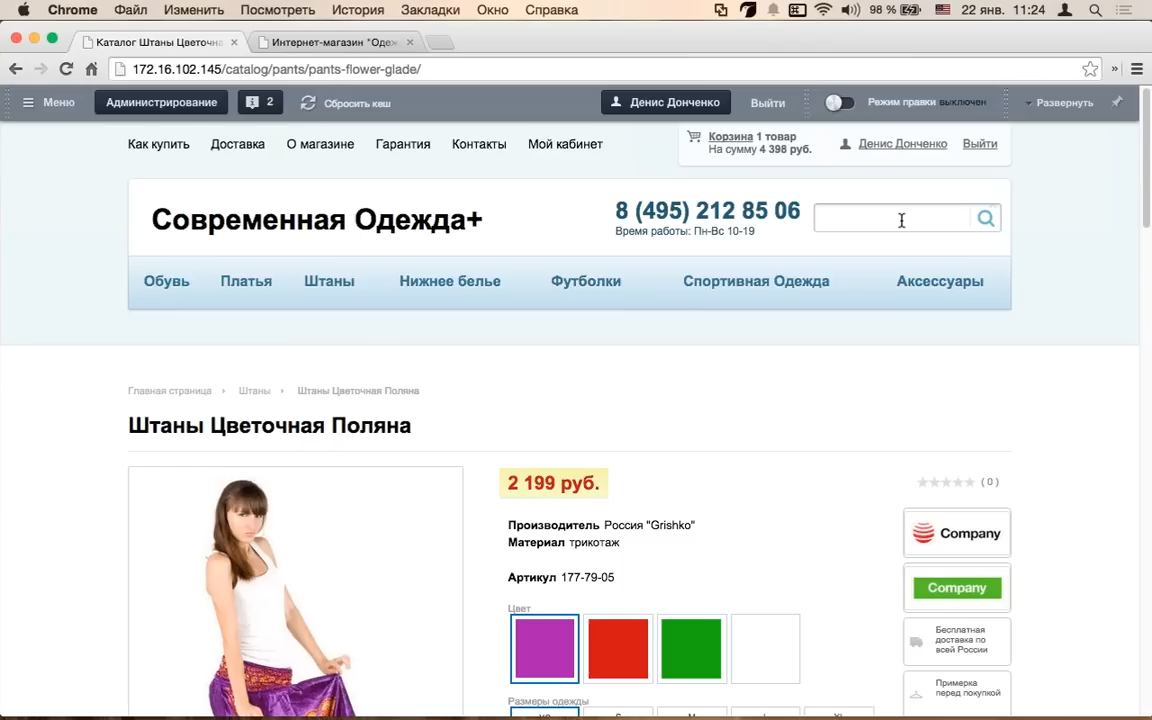 Chrome Файл Изменить Посмотреть История Закладки Окно Справка 98 % 22 янв. 11:24
Каталог Штаны Цветочна Интернет-магазин "Одеж
172.16.102.145/catalog/pants/pants-flower-glade/
Меню Администрирование 2 Сбросить кеш Денис Донченко Выйти Режим правки выключен Развернуть
Как купить Доставка О магазине Гарантия Контакты Мой кабинет
Корзина 1 товар
На сумму 4 398 руб.
Денис Донченко Выйти
Современная Одежда+
8 (495) 212 85 06
Время работы: Пн-Вс 10-19
Обувь Платья Штаны Нижнее белье Футболки Спортивная Одежда Аксессуары
Главная страница Штаны Штаны Цветочная Поляна
Штаны Цветочная Поляна
2 199 руб.
( 0 )
Производитель Россия "Grishko"
Материал трикотаж
Артикул 177-79-05
Цвет
Размеры одежды
Company
Company
Бесплатная
доставка по
всей России
Примерка
перед покупкой